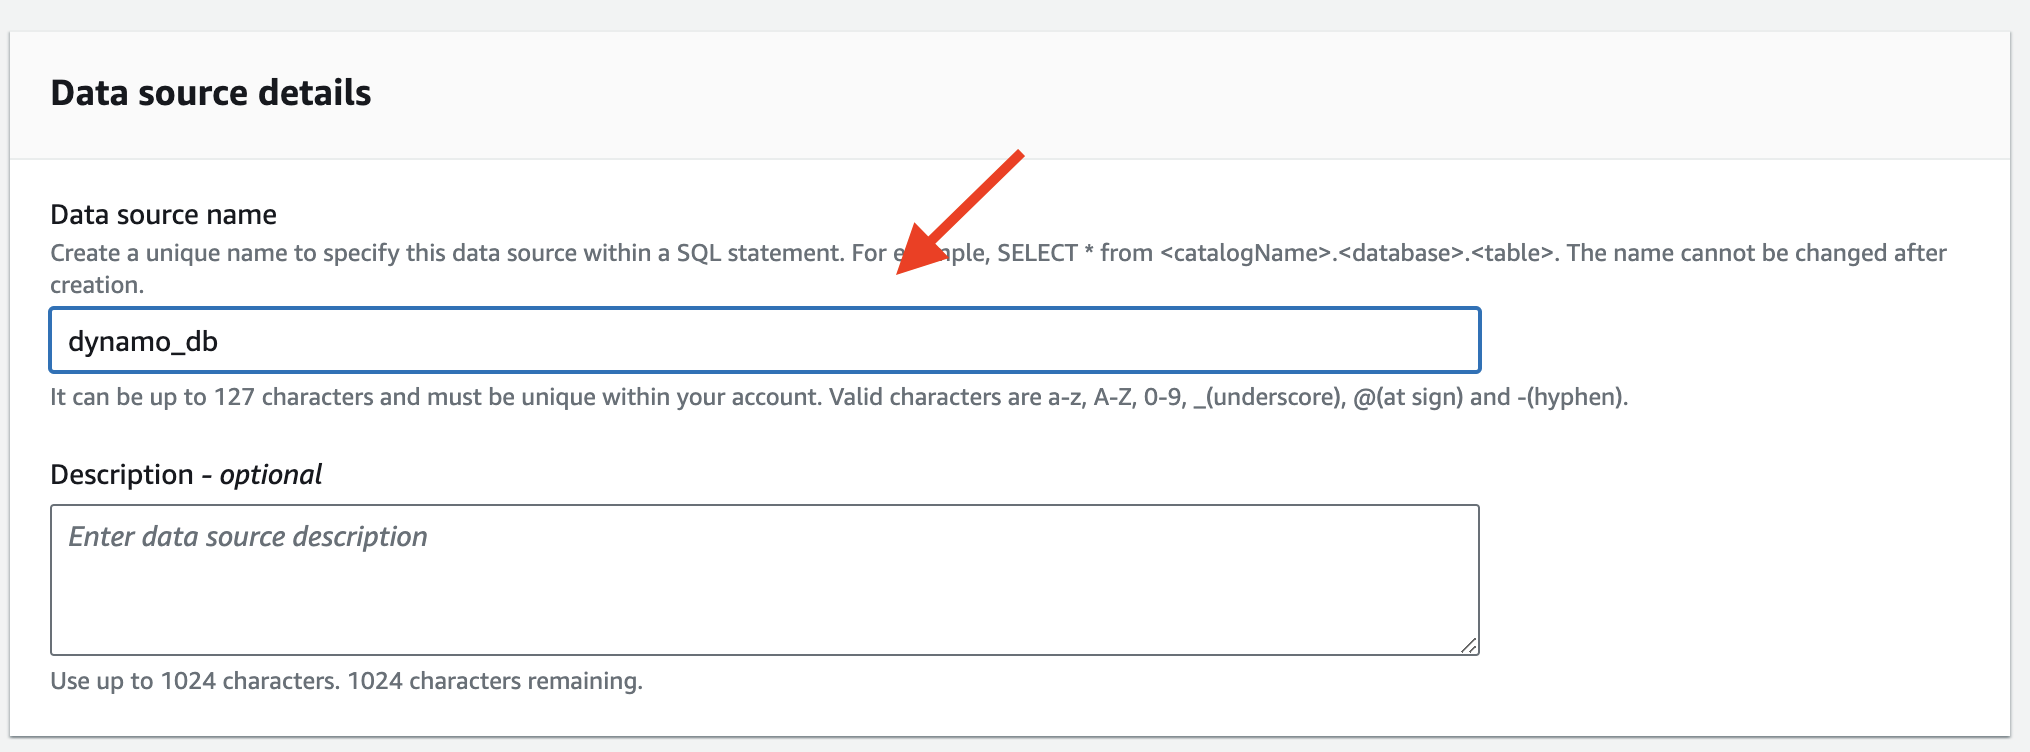 Data source details
Data source name
Create a unique name to specify this data source within a SQL statement. For example, SELECT * from <catalogName>.<database>.<table>. The name cannot be changed after
creation.
dynamo_db
It can be up to 127 characters and must be unique within your account. Valid characters are a-z, A-Z, 0-9, _(underscore), @(at sign) and -(hyphen).
Description - optional
Enter data source description
Use up to 1024 characters. 1024 characters remaining.